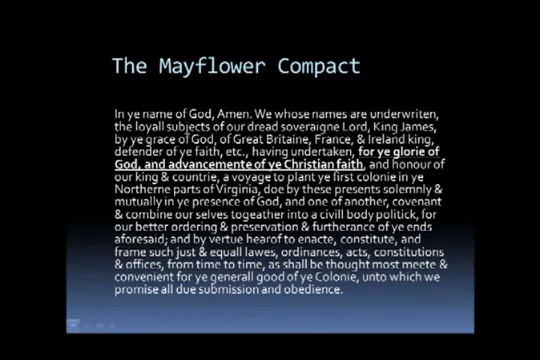 The Mayflower Compact
In ye name of God, Amen. We whose names are underwriten,
the loyall subjects of our dread soveraigne Lord, King James,
by ye grace of God, of Great Britaine, France, & Ireland king,
defender of ye faith, etc., having undertaken, for ye glorie of
God, and advancement of ye Christian faith, and honour of
our king & countrie, a voyage to plant ye first colonie in ye
Northerne parts of Virginia, doe by these presents solemnly &
mutually in ye presence of God, and one of another, covenant
& combine our selves togeather into a civill body politick, for
our better ordering & preservation & furtherance of ye ends
aforesaid; and by vertue hearof to enacte, constitute, and
frame such just & equall lawes, ordinances, acts, constitutions
& offices, from time to time, as shall be thought most meete &
convenient for ye generall good of ye Colonie, unto which we
promise all due submission and obedience.